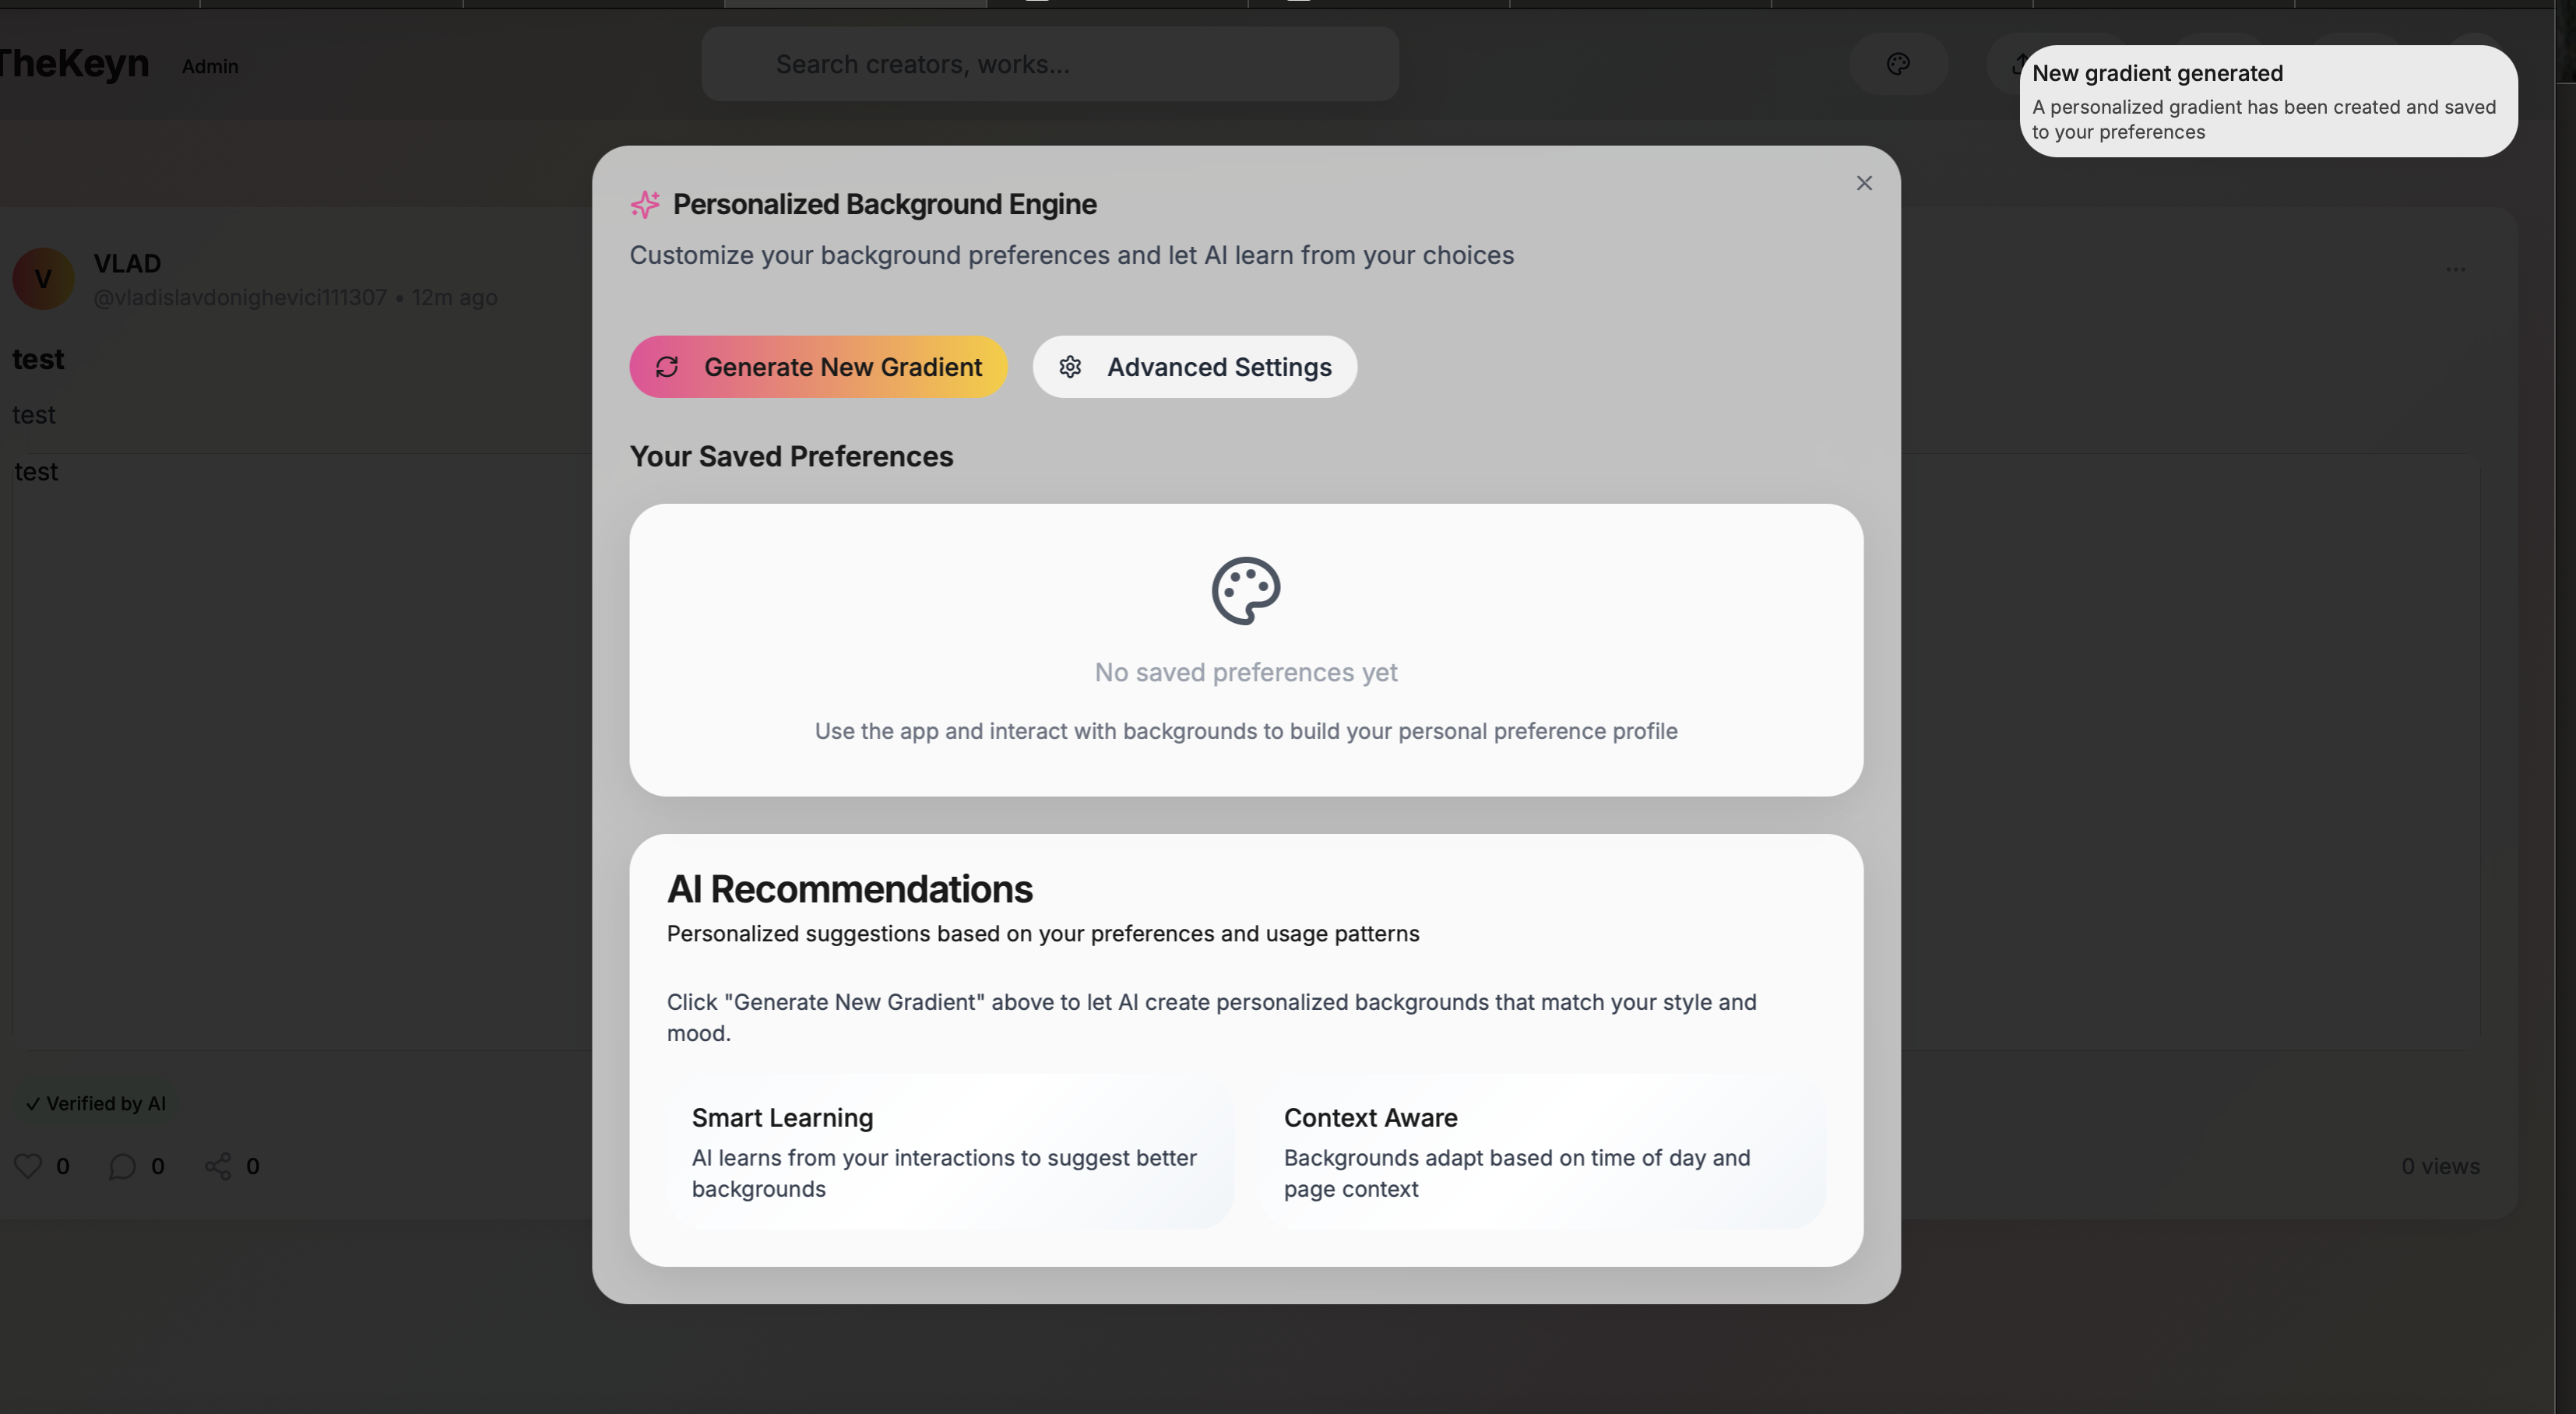 TheKeyn
Admin
Search creators, works...
New gradient generated
A personalized gradient has been created and saved
to your preferences
Personalized Background Engine
Customize your background preferences and let AI learn from your choices
V
VLAD
@vladislavdonighevici111307 • 12m ago
test
test
test
Generate New Gradient
Advanced Settings
Your Saved Preferences
No saved preferences yet
Use the app and interact with backgrounds to build your personal preference profile
AI Recommendations
Personalized suggestions based on your preferences and usage patterns
Click "Generate New Gradient" above to let AI create personalized backgrounds that match your style and
mood.
Smart Learning
AI learns from your interactions to suggest better
backgrounds
Context Aware
Backgrounds adapt based on time of day and
page context
✓ Verified by AI
0
0
0
0 views